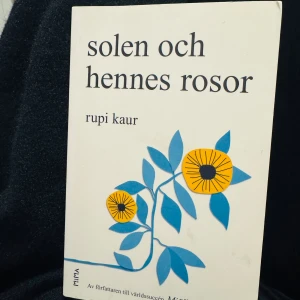 solen och
hennes rosor
rupi kaur
Av författaren till världssuccén
MIMA